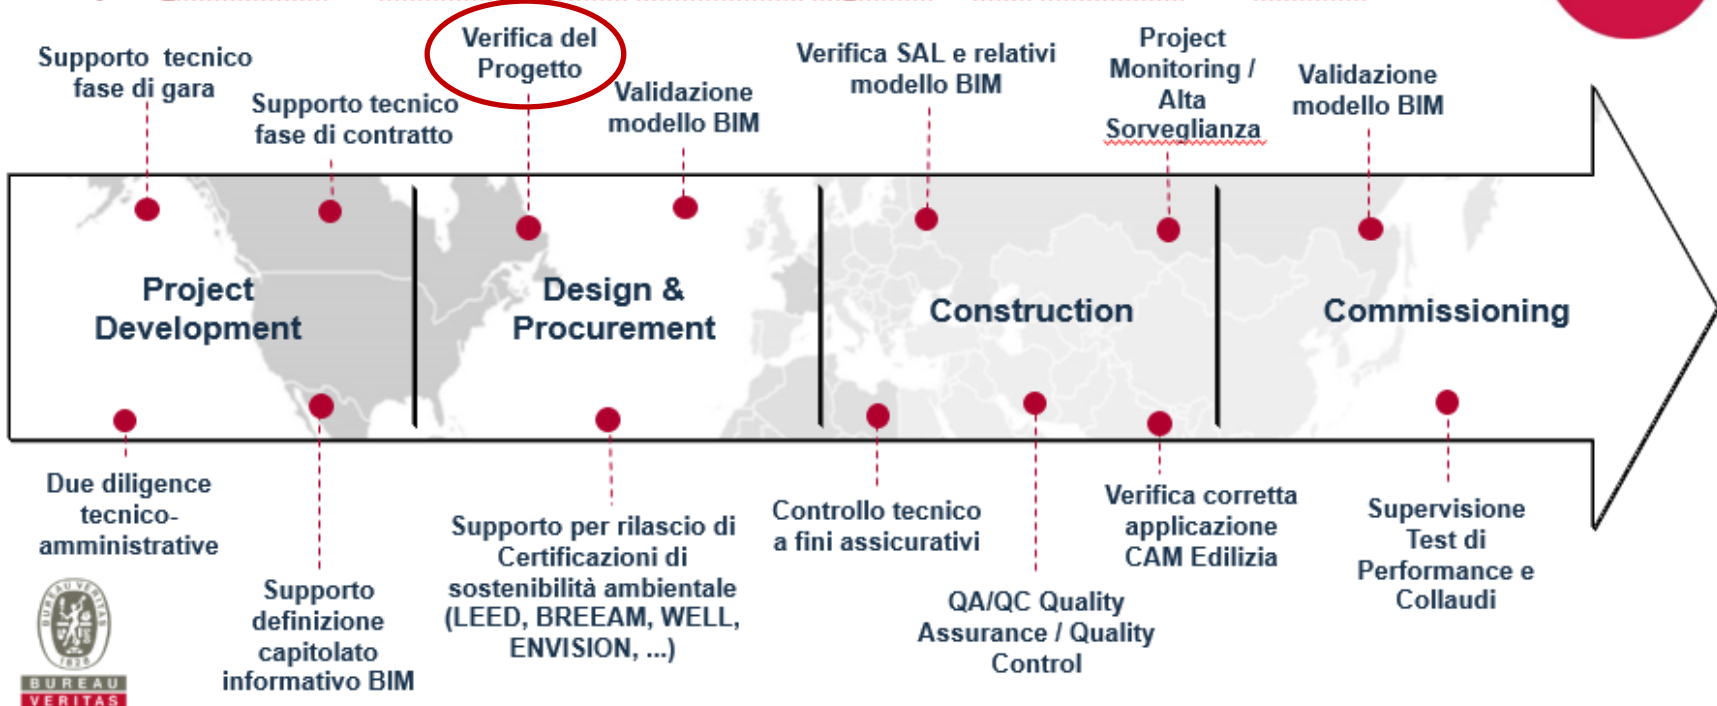 Supporto tecnico
fase di gara
Supporto tecnico
fase di contratto
Verifica del
Progetto
Validazione
modello BIM
Verifica SAL e relativi
modello BIM
Project
Monitoring /
Alta
Sorveglianza
Validazione
modello BIM
Project
Development
Design &
Procurement
Construction
Commissioning
Due diligence
tecnico-
amministrative
Supporto
definizione
capitolato
informativo BIM
Supporto per rilascio di
Certificazioni di
sostenibilità ambientale
(LEED, BREEAM, WELL,
ENVISION, ...)
Controllo tecnico
a fini assicurativi
QA/QC Quality
Assurance / Quality
Control
Verifica corretta
applicazione
CAM Edilizia
Supervisione
Test di
Performance e
Collaudi
BUREAU VERITAS
1828
BUREAU
VERITAS